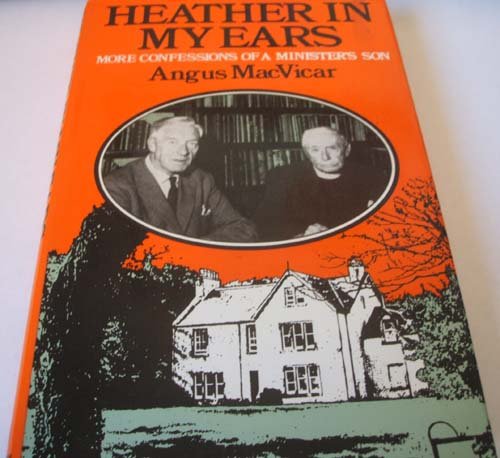 HEATHER IN
MY EARS
MORE CONFESSIONS OF A MINISTER'S SON
Angus MacVicar